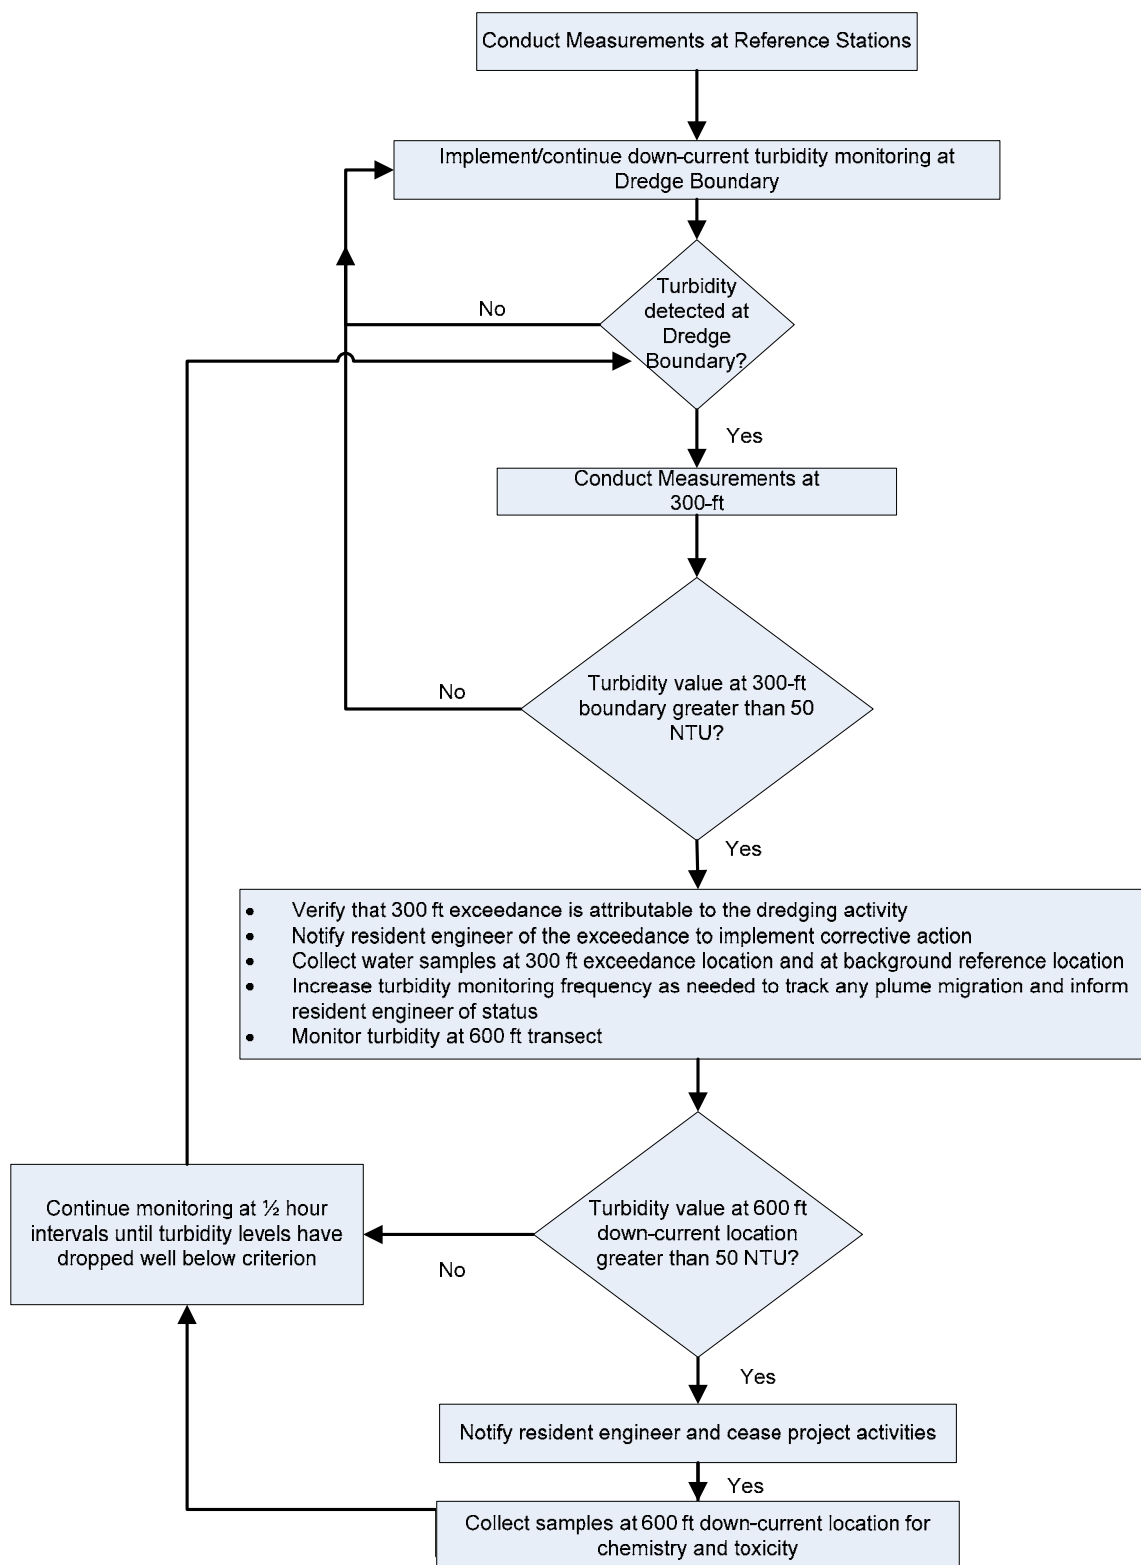 Conduct Measurements at Reference Stations
Implement/continue down-current turbidity monitoring at
Dredge Boundary
Turbidity
detected at
Dredge
Boundary?
No
Yes
Conduct Measurements at
300-ft
Turbidity value at 300-ft
boundary greater than 50
NTU?
No
Yes
• Verify that 300 ft exceedance is attributable to the dredging activity
• Notify resident engineer of the exceedance to implement corrective action
• Collect water samples at 300 ft exceedance location and at background reference location
• Increase turbidity monitoring frequency as needed to track any plume migration and inform
resident engineer of status
• Monitor turbidity at 600 ft transect
Turbidity value at 600 ft
down-current location
greater than 50 NTU?
No
Continue monitoring at ½ hour
intervals until turbidity levels have
dropped well below criterion
Yes
Notify resident engineer and cease project activities
Yes
Collect samples at 600 ft down-current location for
chemistry and toxicity